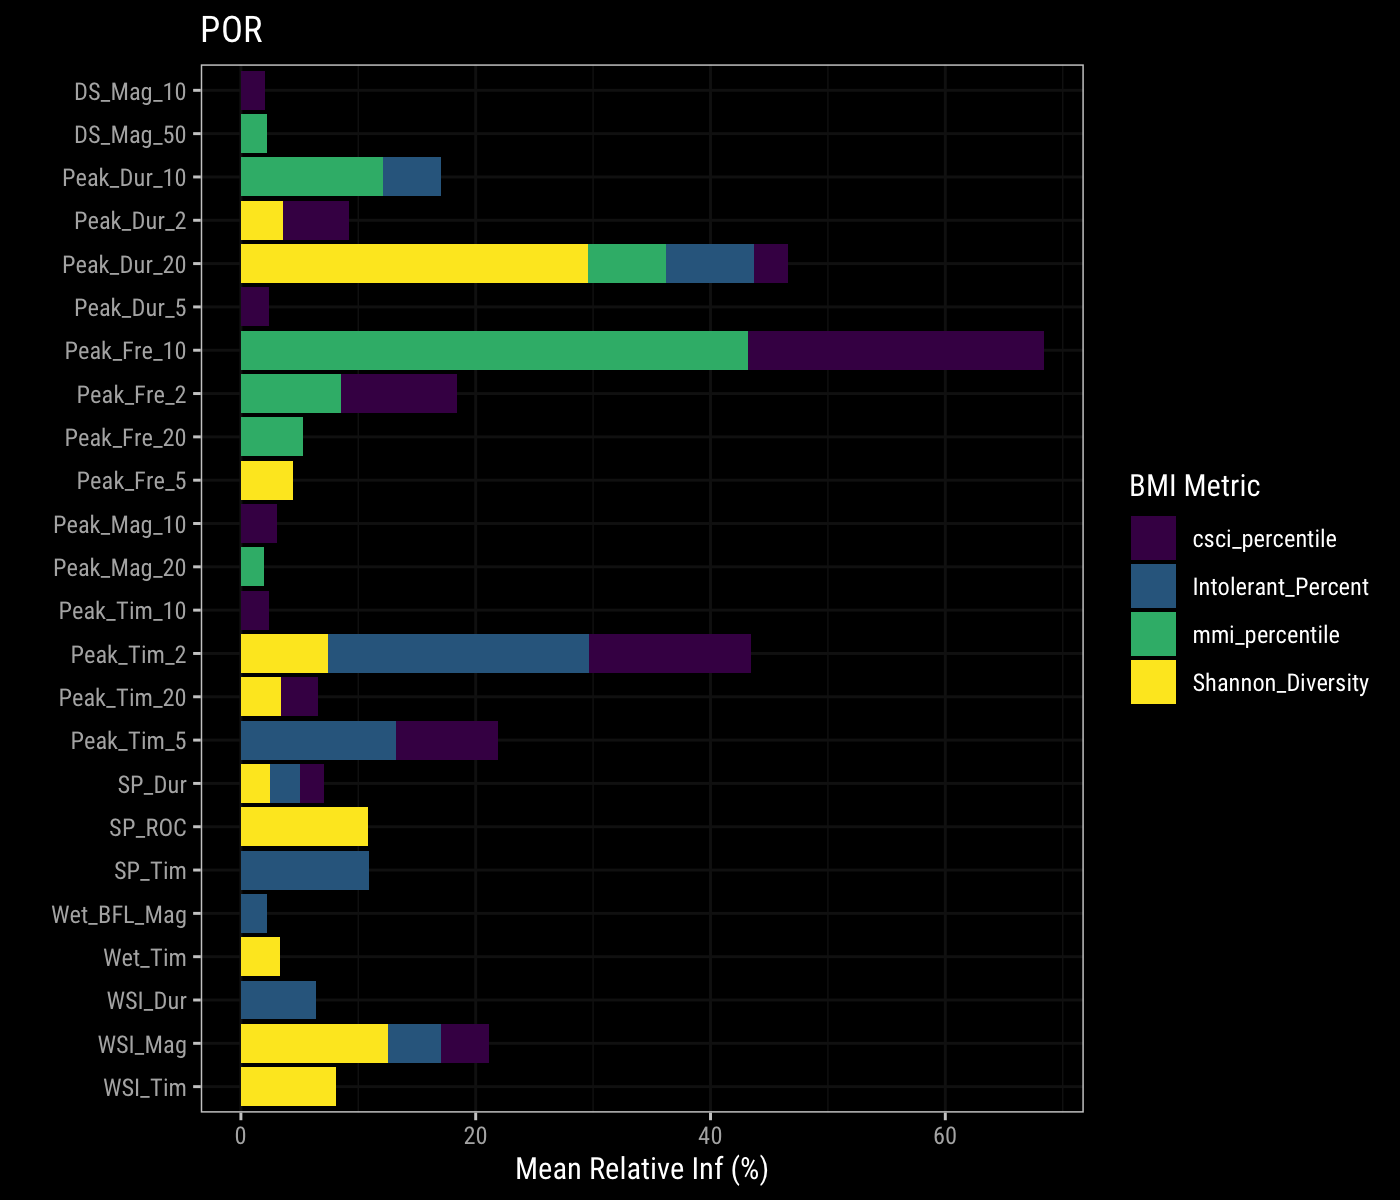 POR
DS_Mag_10
DS_Mag_50
Peak_Dur_10
Peak_Dur_2
Peak_Dur_20
Peak_Dur_5
Peak_Fre_10
Peak_Fre_2
Peak_Fre_20
Peak_Fre_5
Peak_Mag_10
Peak_Mag_20
Peak_Tim_10
Peak_Tim_2
Peak_Tim_20
Peak_Tim_5
SP_Dur
SP_ROC
SP_Tim
Wet_BFL_Mag
Wet_Tim
WSI_Dur
WSI_Mag
WSI_Tim
0 20 40 60
Mean Relative Inf (%)
BMI Metric
csci_percentile
Intolerant_Percent
mmi_percentile
Shannon_Diversity